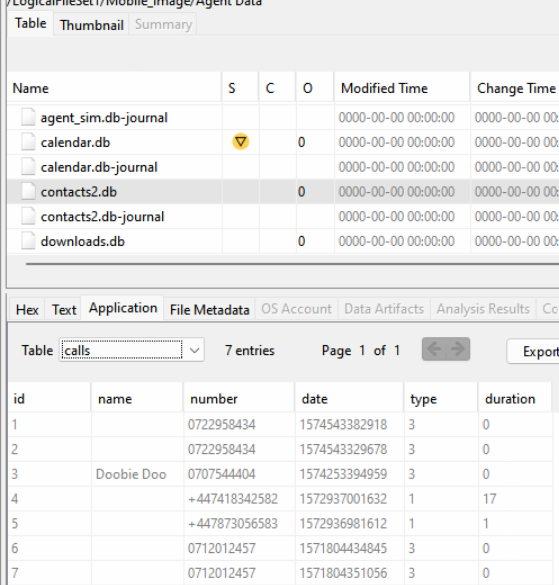 /LogicalFileSet1/Mobile_Image/Agent Data
Table Thumbnail Summary
Name S C O Modified Time Change Time
agent_sim.db-journal 0000-00-00 00:00:00 0000-00-00 00:
calendar.db 0 0000-00-00 00:00:00 0000-00-00 00:
calendar.db-journal 0000-00-00 00:00:00 0000-00-00 00:
contacts2.db 0 0000-00-00 00:00:00 0000-00-00 00:
contacts2.db-journal 0000-00-00 00:00:00 0000-00-00 00:
downloads.db 0 0000-00-00 00:00:00 0000-00-00 00:
Hex Text Application File Metadata OS Account Data Artifacts Analysis Results Co
Table calls 7 entries Page 1 of 1 Export
id name number date type duration
1 0722958434 1574543382918 3 0
2 0722958434 1574543329678 3 0
3 Doobie Doo 0707544404 1574253394959 3 0
4 +447418342582 1572937001632 1 17
5 +447873056583 1572936981612 1 1
6 0712012457 1571804434845 3 0
7 0712012457 1571804351056 3 0